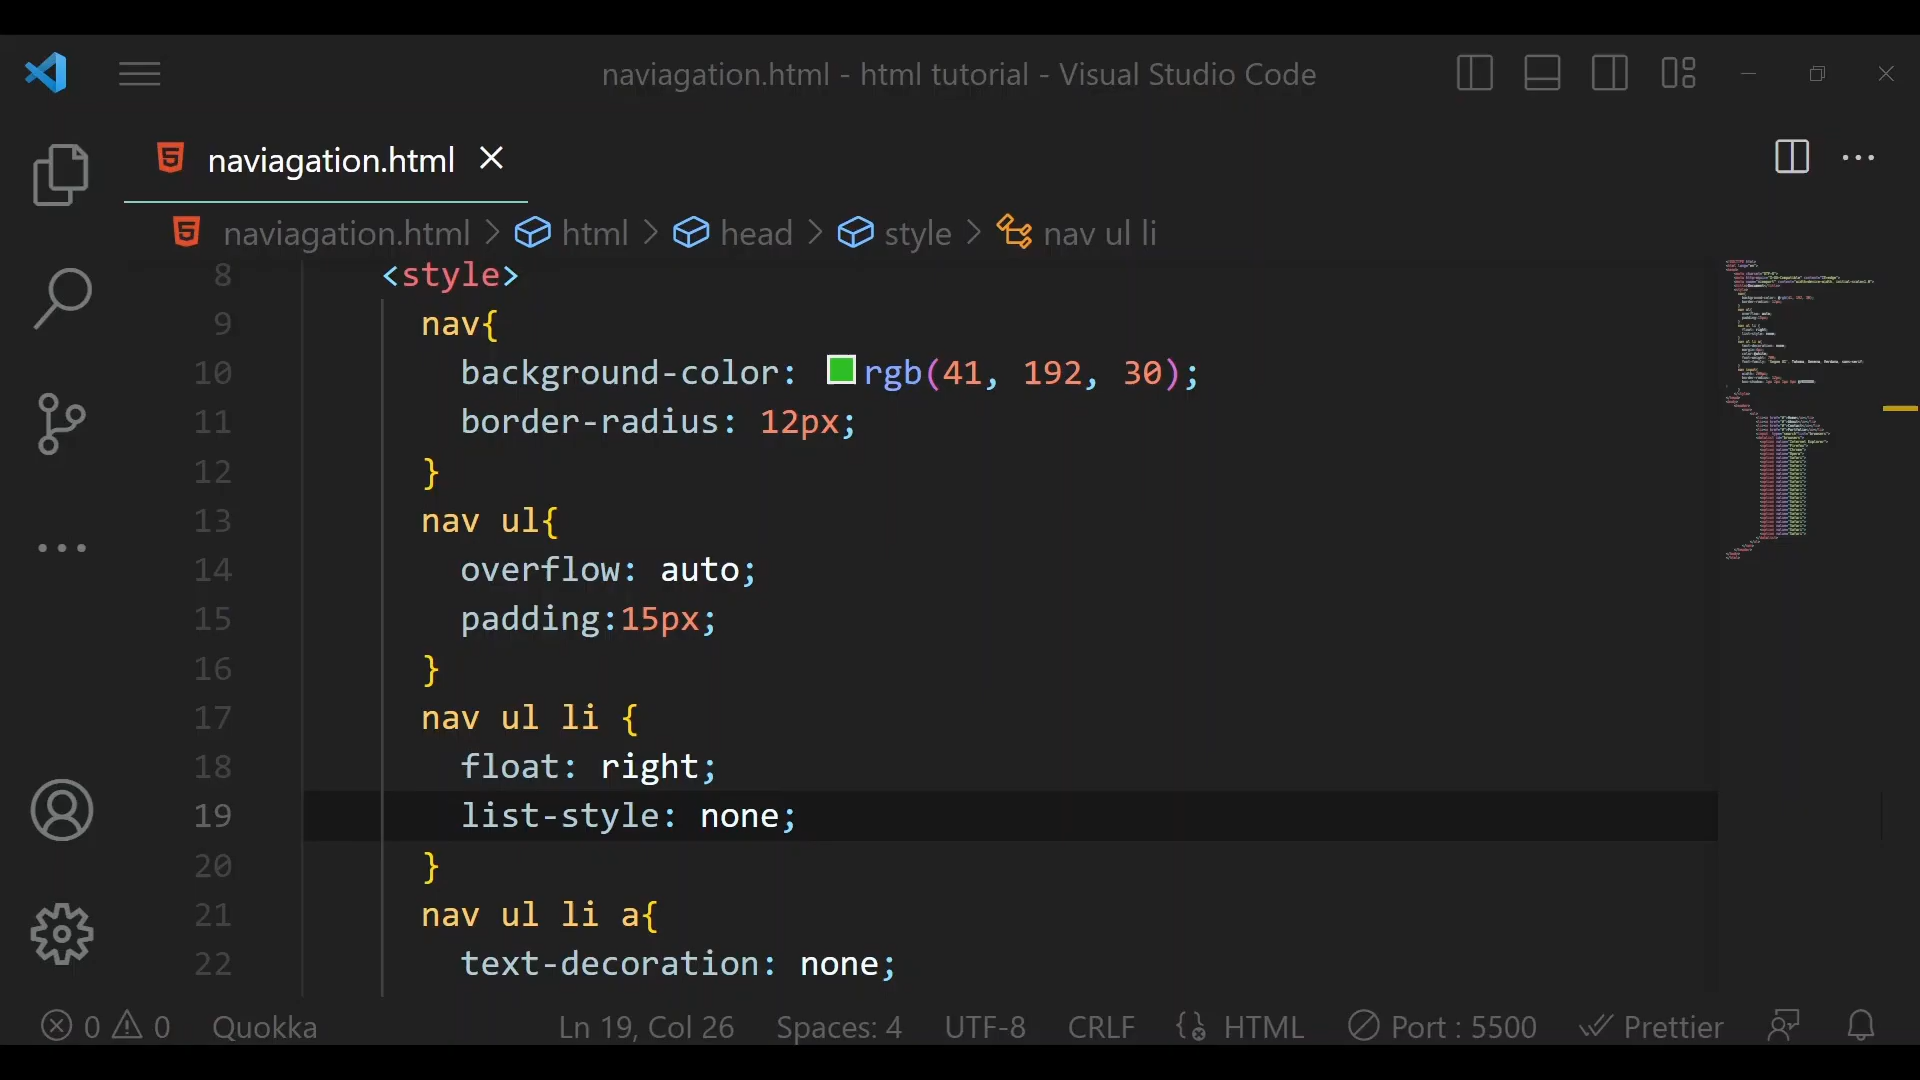 naviagation.html - html tutorial - Visual Studio Code
naviagation.html
naviagation.html > html > head > style > nav ul li
8 <style>
9 nav{
10 background-color: rgb(41, 192, 30);
11 border-radius: 12px;
12 }
13 nav ul{
14 overflow: auto;
15 padding:15px;
16 }
17 nav ul li {
18 float: right;
19 list-style: none;
20 }
21 nav ul li a{
22 text-decoration: none;
0 0 Quokka Ln 19, Col 26 Spaces: 4 UTF-8 CRLF HTML Port : 5500 Prettier